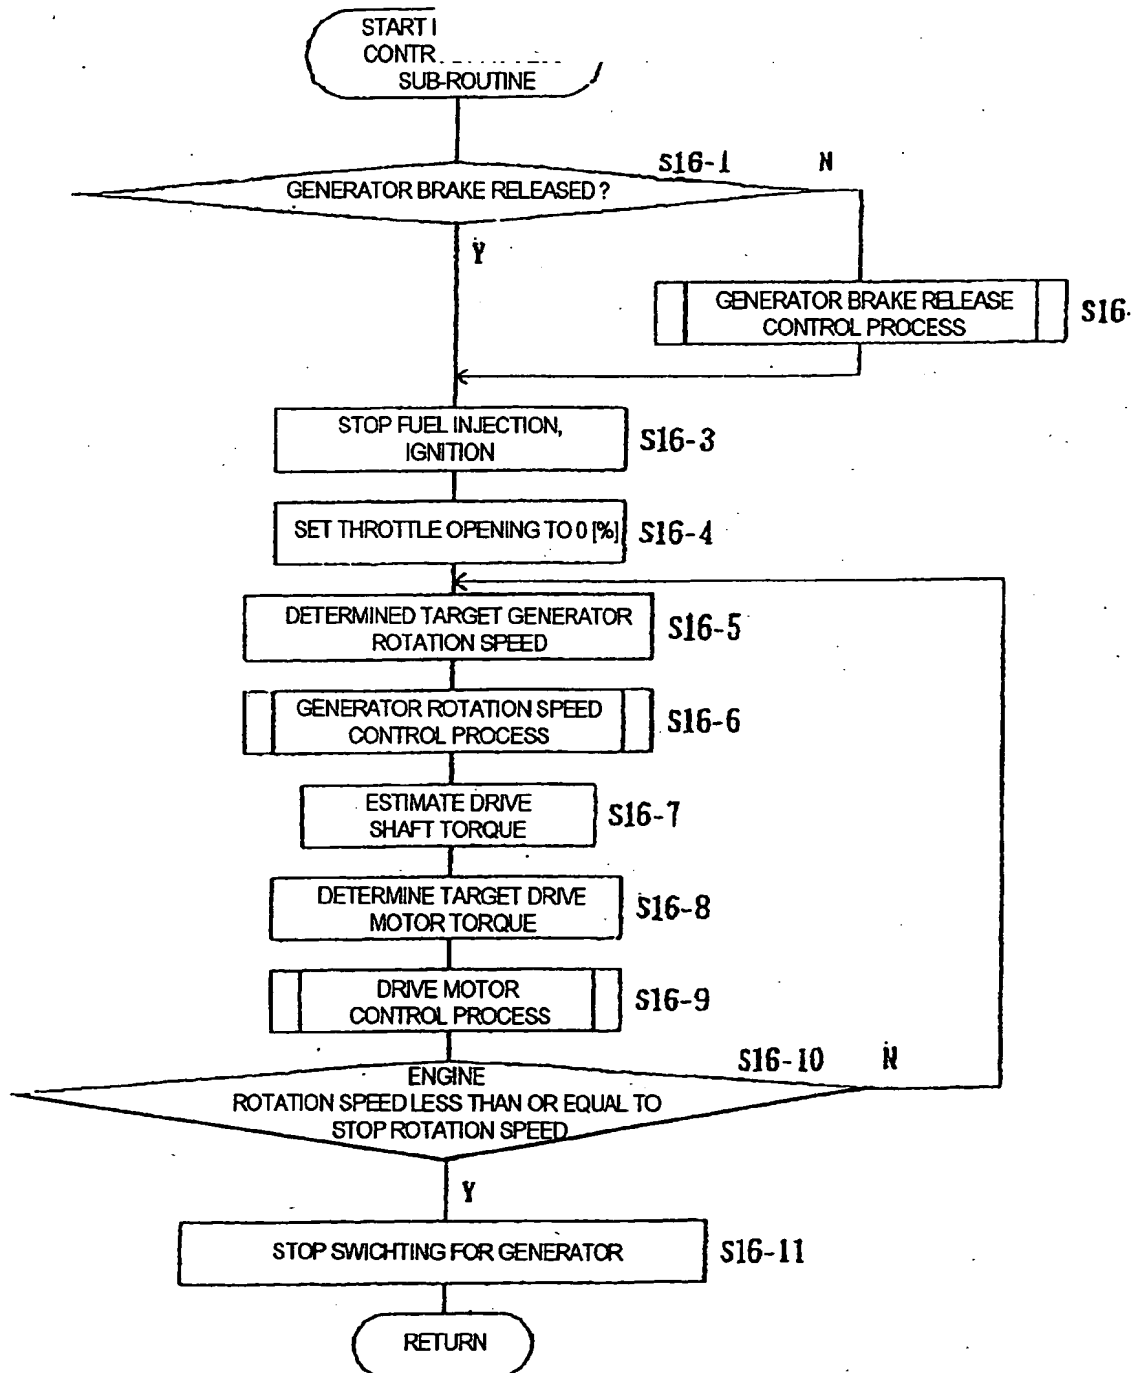 START
CONTR
SUB-ROUTINE
S16-1
N
GENERATOR BRAKE RELEASED ?
Y
GENERATOR BRAKE RELEASE
CONTROL PROCESS
S16-
STOP FUEL INJECTION,
IGNITION
S16-3
SET THROTTLE OPENING TO 0 [%]
S16-4
DETERMINED TARGET GENERATOR
ROTATION SPEED
S16-5
GENERATOR ROTATION SPEED
CONTROL PROCESS
S16-6
ESTIMATE DRIVE
SHAFT TORQUE
S16-7
DETERMINE TARGET DRIVE
MOTOR TORQUE
S16-8
DRIVE MOTOR
CONTROL PROCESS
S16-9
S16-10
N
ENGINE
ROTATION SPEED LESS THAN OR EQUAL TO
STOP ROTATION SPEED
Y
STOP SWICHTING FOR GENERATOR
S16-11
RETURN